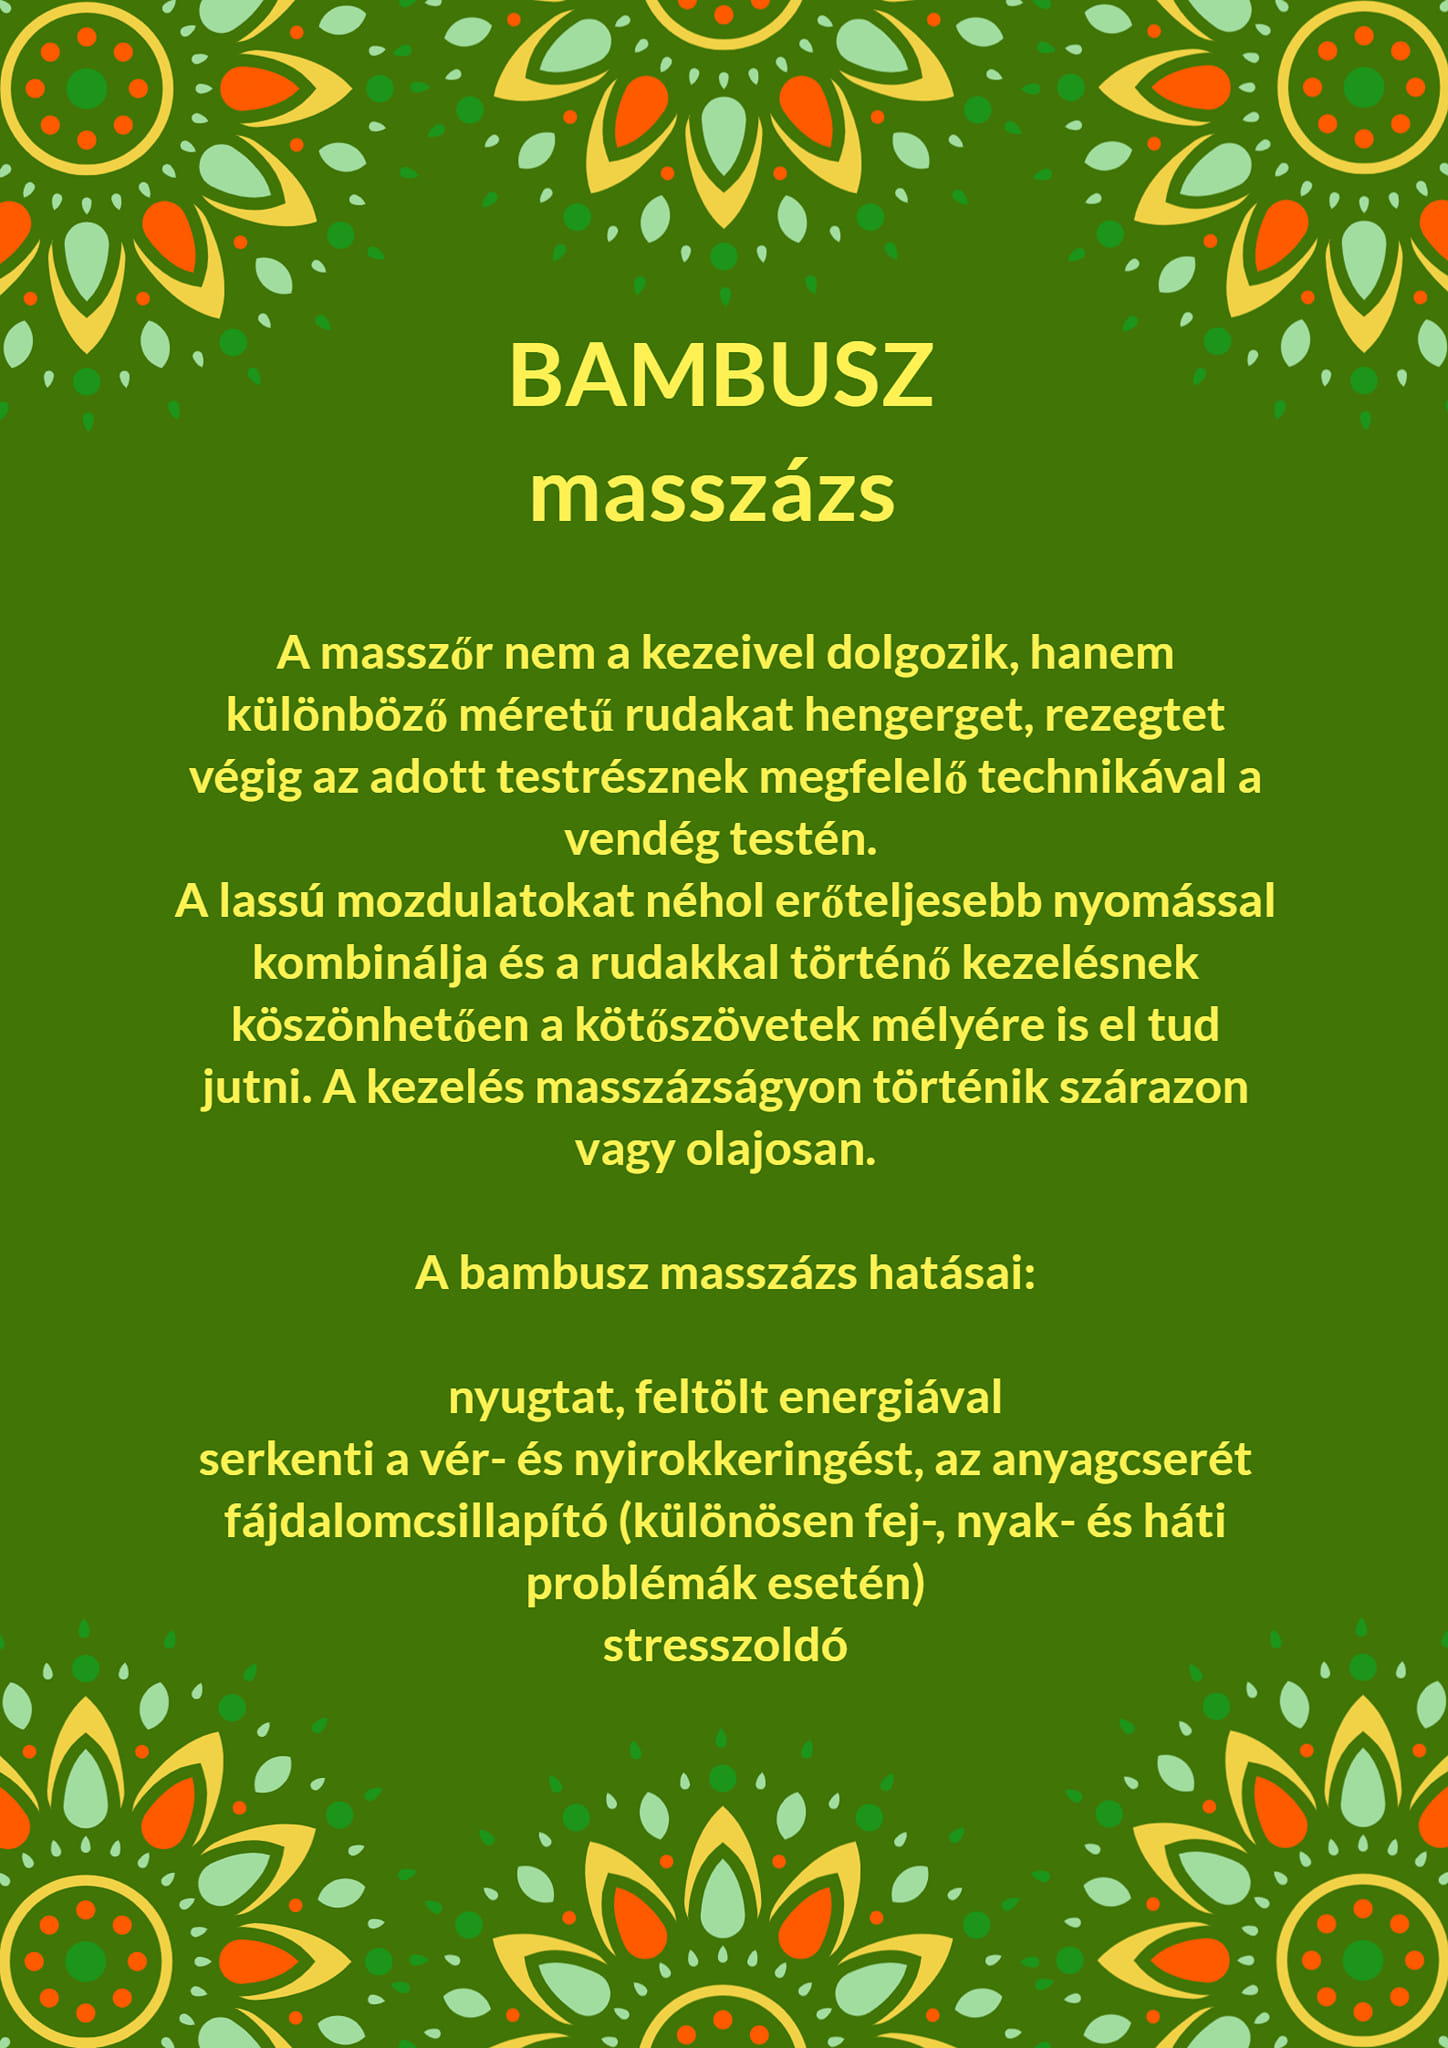 BAMBUSZ
masszázs
A masszőr nem a kezeivel dolgozik, hanem
különböző méretű rudakat hengerget, rezegtet
végig az adott testrésznek megfelelő technikával a
vendég testén.
A lassú mozdulatokat néhol erőteljesebb nyomással
kombinálja és a rudakkal történő kezelésnek
köszönhetően a kötőszövetek mélyére is el tud
jutni. A kezelés masszázságyon történik szárazon
vagy olajosan.
A bambusz masszázs hatásai:
nyugtat, feltölt energiával
serkenti a vér- és nyirokkeringést, az anyagcserét
fájdalomcsillapító (különösen fej-, nyak- és háti
problémák esetén)
stresszoldó